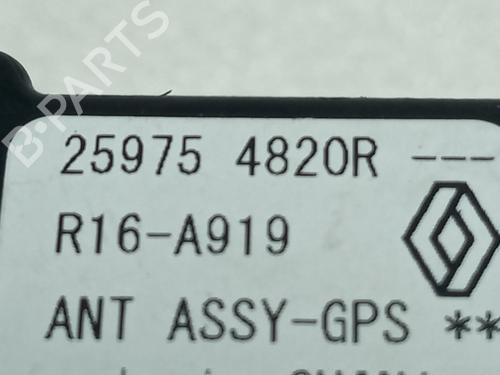 B-PARTS
25975 4820R ---
R16-A919
ANT ASSY-GPS **